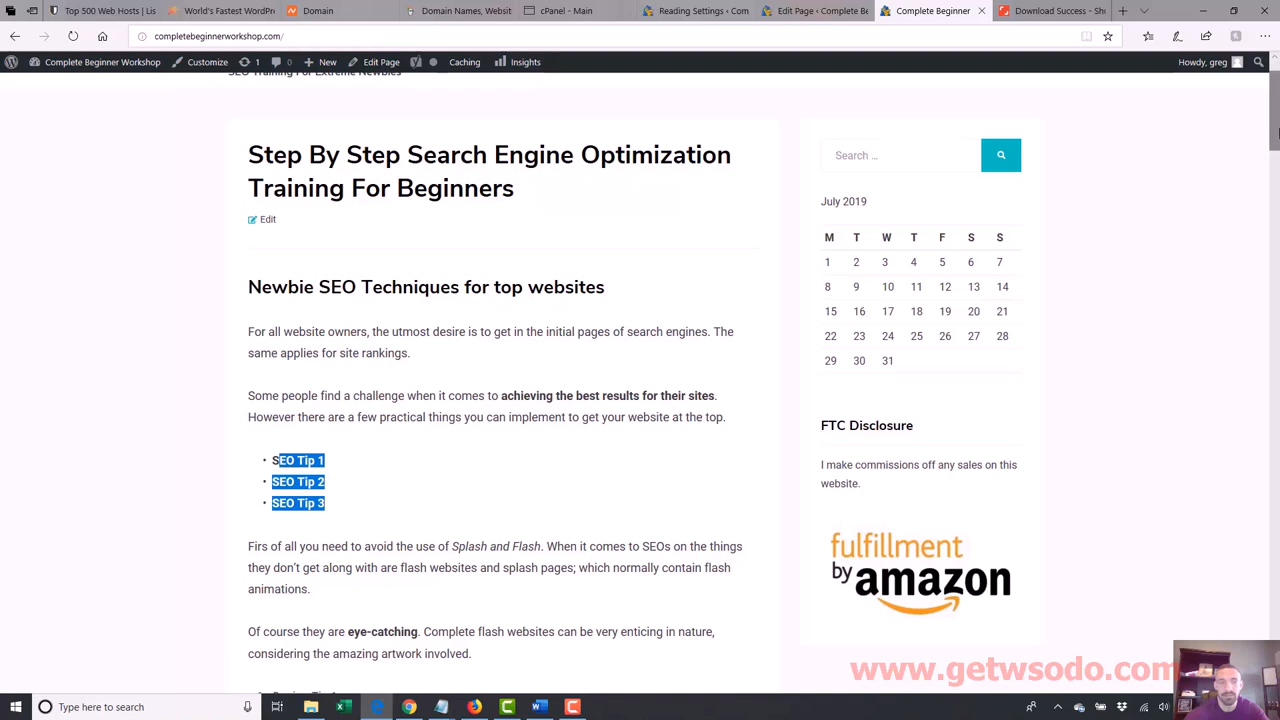 Top 500 Web Hosts | Lis
World's Fastest WordPr
Domain
Domain Names, Websit
cPanel - Main
Reading Settings ‹ Com
Edit Page ‹ Complete Be
Complete Beginner
Download Success - Sho
completebeginnerworkshop.com/
Complete Beginner Workshop
Customize
1
0
New
Edit Page
Caching
Insights
Howdy, greg
Step By Step Search Engine Optimization
Training For Beginners
Edit
Newbie SEO Techniques for top websites
For all website owners, the utmost desire is to get in the initial pages of search engines. The
same applies for site rankings.
Some people find a challenge when it comes to achieving the best results for their sites.
However there are a few practical things you can implement to get your website at the top.
• SEO Tip 1
• SEO Tip 2
• SEO Tip 3
Firs of all you need to avoid the use of Splash and Flash. When it comes to SEOs on the things
they don't get along with are flash websites and splash pages; which normally contain flash
animations.
Of course they are eye-catching. Complete flash websites can be very enticing in nature,
considering the amazing artwork involved.
Search …
July 2019
M T W T F S S
1 2 3 4 5 6 7
8 9 10 11 12 13 14
15 16 17 18 19 20 21
22 23 24 25 26 27 28
29 30 31
FTC Disclosure
I make commissions off any sales on this
website.
fulfillment
by amazon
www.getwsodo.com
Type here to search